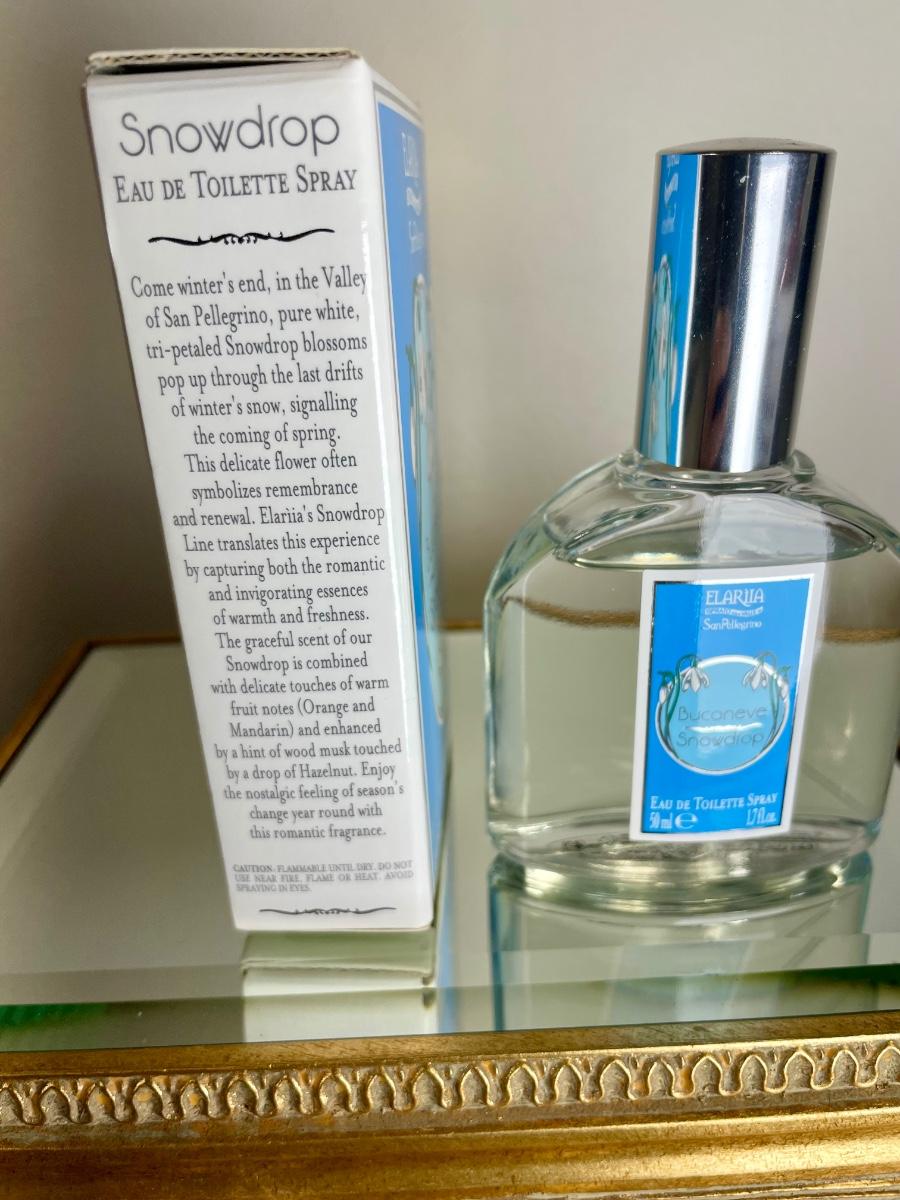 Snowdrop
EAU DE TOILETTE SPRAY
Come winter's end, in the Valley
of San Pellegrino, pure white,
tri-petaled Snowdrop blossoms
pop up through the last drifts
of winter's snow, signalling
the coming of spring.
This delicate flower often
symbolizes remembrance
and renewal. Elariia's Snowdrop
Line translates this experience
by capturing both the romantic
and invigorating essences
of warmth and freshness.
The graceful scent of our
Snowdrop is combined
with delicate touches of warm
fruit notes (Orange and
Mandarin) and enhanced
by a hint of wood musk touched
by a drop of Hazelnut. Enjoy
the nostalgic feeling of season's
change year round with
this romantic fragrance.
CAUTION: FLAMMABLE UNTIL DRY. DO NOT
USE NEAR FIRE, FLAME OR HEAT. AVOID
SPRAYING IN EYES.
ELARIIA
SanPellegrino
Bucaneve
Snowdrop
EAU DE TOILETTE SPRAY
50 ml e 1.7 fl.oz.